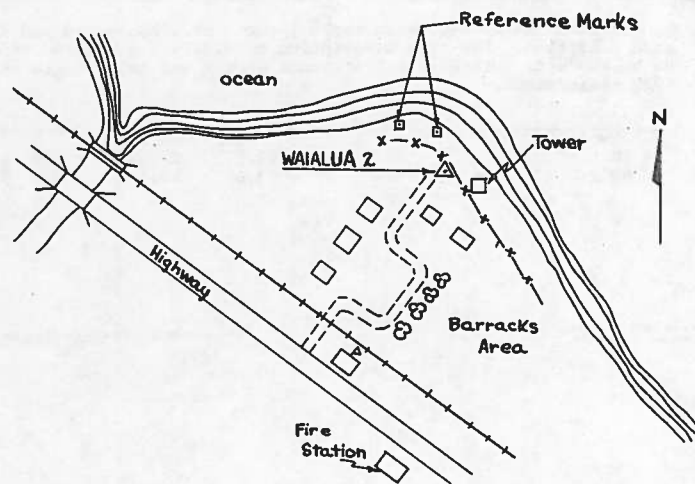 Reference Marks
ocean
N
WAIALUA 2
Tower
Highway
Barracks
Area
Fire
Station